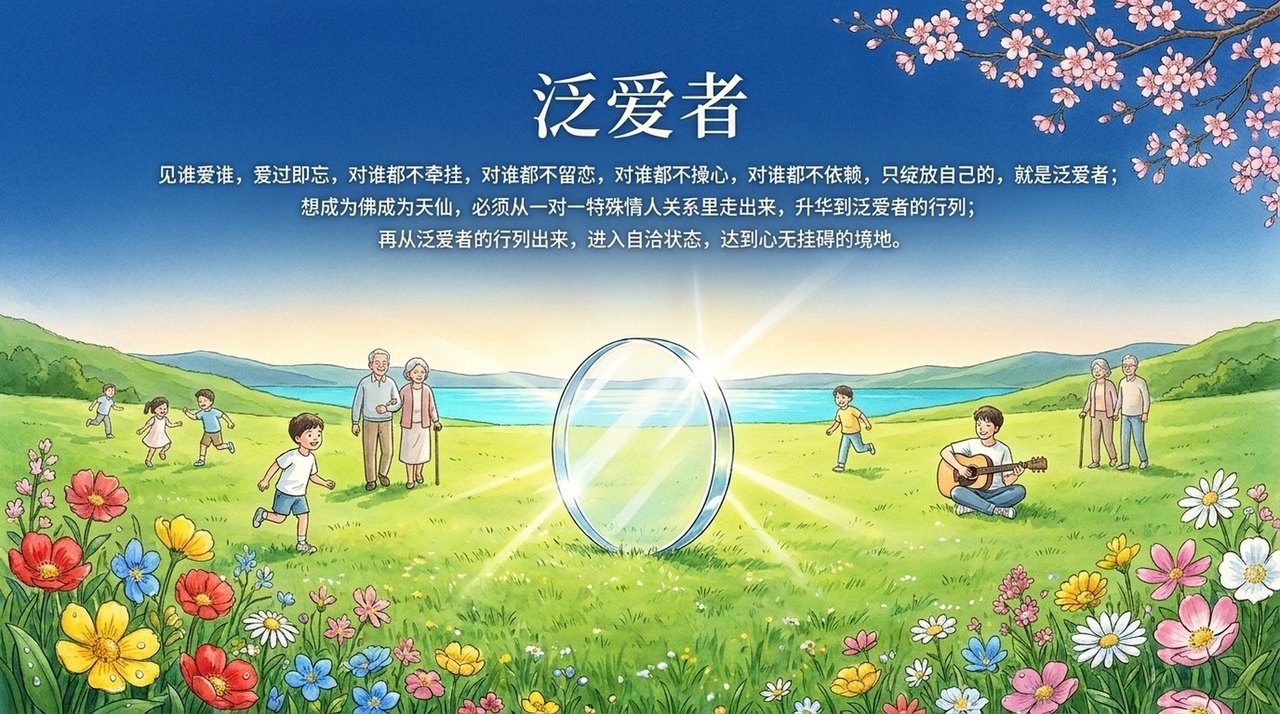 泛爱者
见谁爱谁，爱过即忘，对谁都不牵挂，对谁都不留恋，对谁都不操心，对谁都不依赖，只绽放自己的，就是泛爱者；
想成为佛成为天仙，必须从一对一特殊情人关系里走出来，升华到泛爱者的行列；
再从泛爱者的行列出来，进入自洽状态，达到心无挂碍的境地。